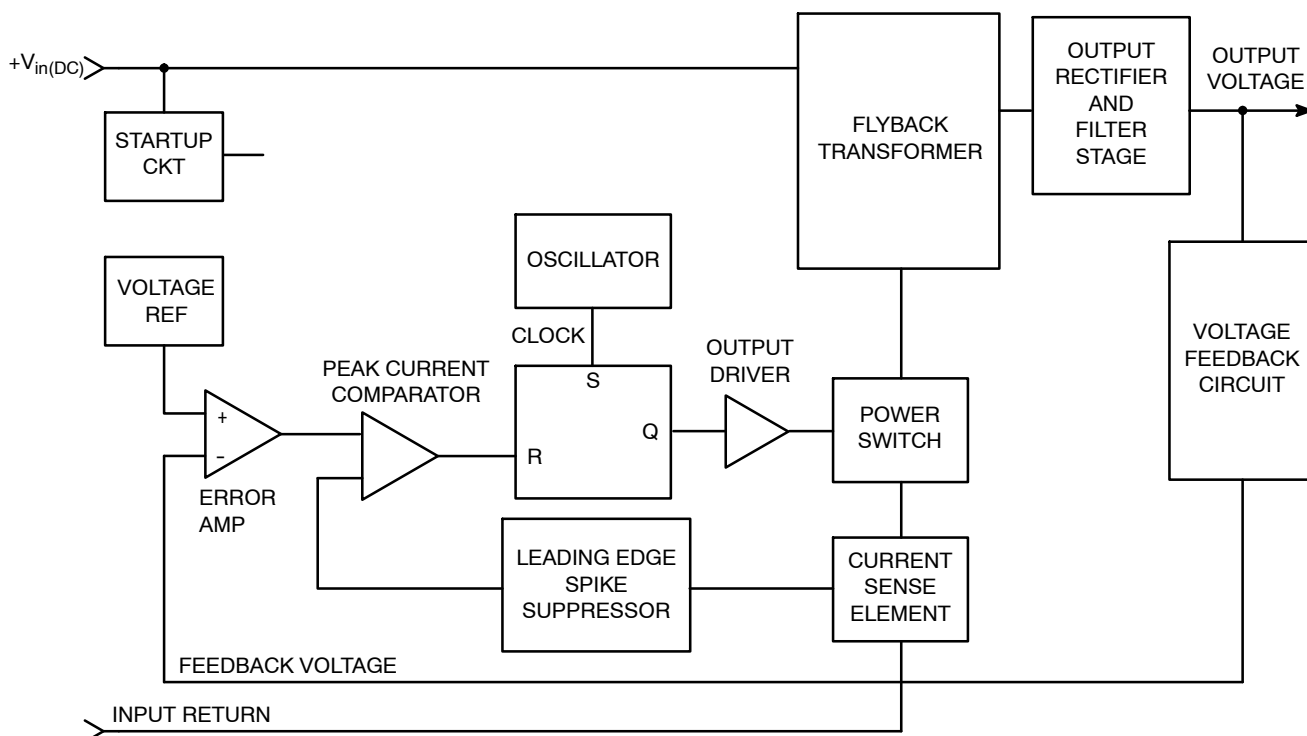 +Vin(DC)
STARTUP
CKT
FLYBACK
TRANSFORMER
OUTPUT
RECTIFIER
AND
FILTER
STAGE
OUTPUT
VOLTAGE
VOLTAGE
REF
OSCILLATOR
CLOCK
PEAK CURRENT
COMPARATOR
OUTPUT
DRIVER
VOLTAGE
FEEDBACK
CIRCUIT
+
–
ERROR
AMP
S
R
Q
POWER
SWITCH
LEADING EDGE
SPIKE
SUPPRESSOR
CURRENT
SENSE
ELEMENT
FEEDBACK VOLTAGE
INPUT RETURN